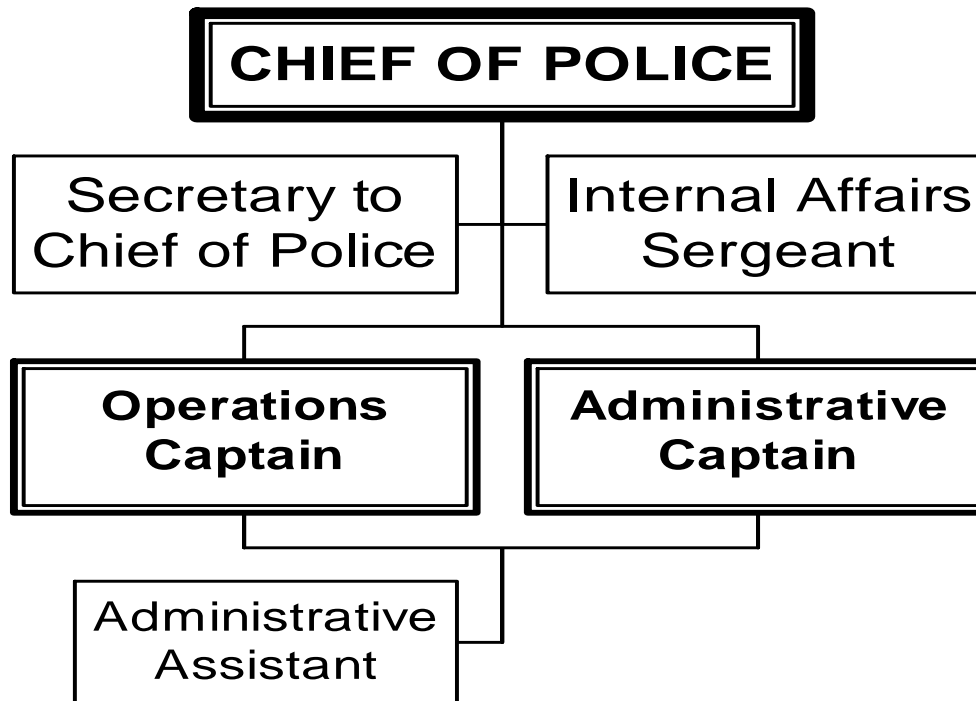 CHIEF OF POLICE
Secretary to
Chief of Police
Internal Affairs
Sergeant
Operations
Captain
Administrative
Captain
Administrative
Assistant